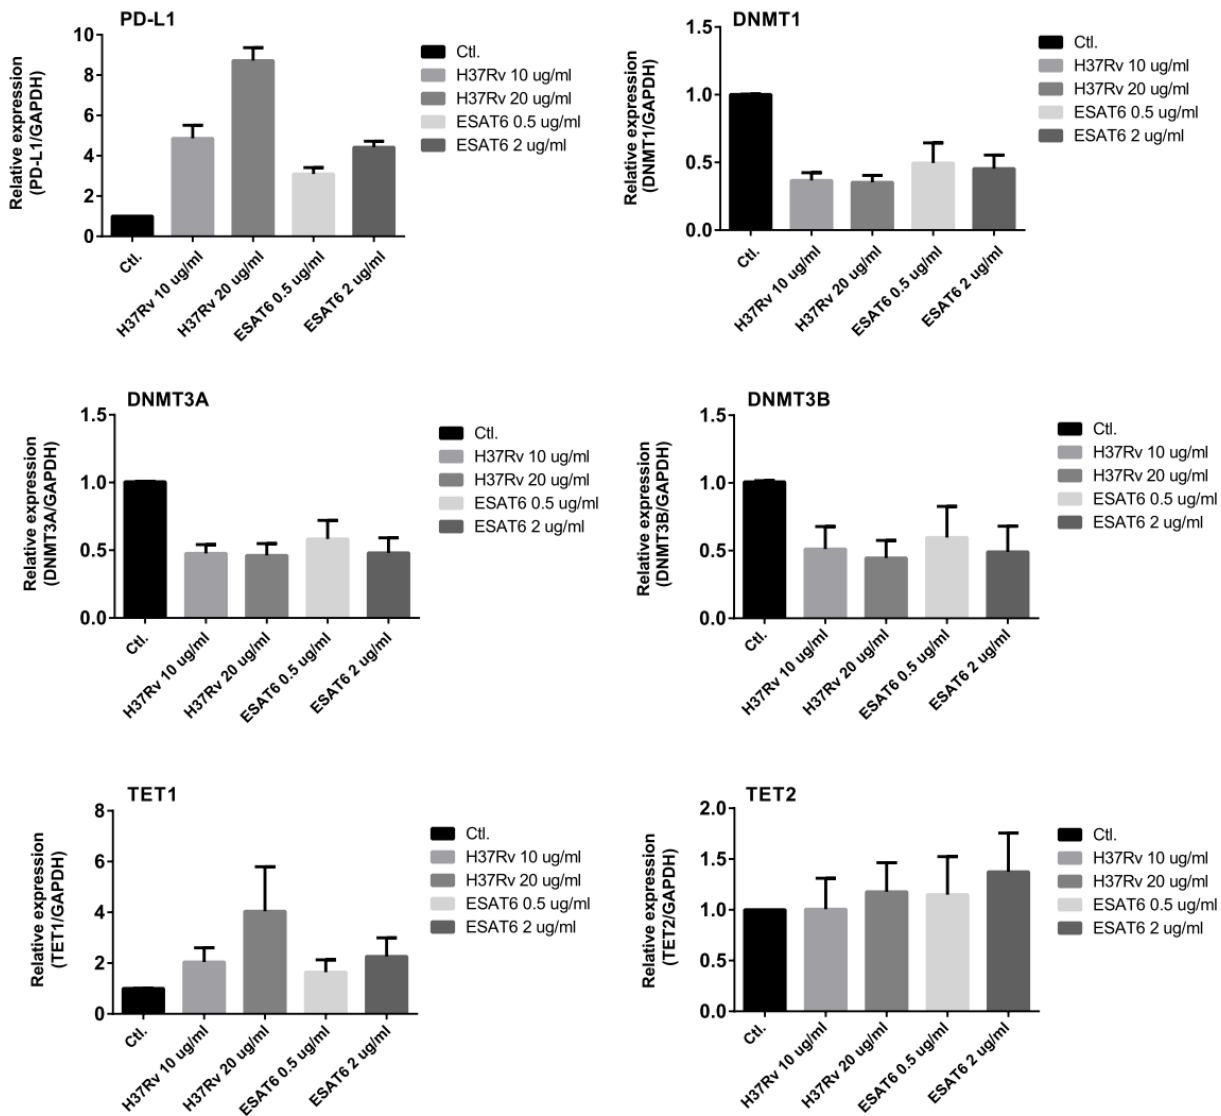 PD-L1
Relative expression
(PD-L1/GAPDH)
10
8
6
4
2
0
Ctl.
H37Rv 10 ug/ml
H37Rv 20 ug/ml
ESAT6 0.5 ug/ml
ESAT6 2 ug/ml
Ctl.
H37Rv 10 ug/ml
H37Rv 20 ug/ml
ESAT6 0.5 ug/ml
ESAT6 2 ug/ml
DNMT1
Relative expression
(DNMT1/GAPDH)
1.5
1.0
0.5
0.0
Ctl.
H37Rv 10 ug/ml
H37Rv 20 ug/ml
ESAT6 0.5 ug/ml
ESAT6 2 ug/ml
Ctl.
H37Rv 10 ug/ml
H37Rv 20 ug/ml
ESAT6 0.5 ug/ml
ESAT6 2 ug/ml
DNMT3A
Relative expression
(DNMT3A/GAPDH)
1.5
1.0
0.5
0.0
Ctl.
H37Rv 10 ug/ml
H37Rv 20 ug/ml
ESAT6 0.5 ug/ml
ESAT6 2 ug/ml
Ctl.
H37Rv 10 ug/ml
H37Rv 20 ug/ml
ESAT6 0.5 ug/ml
ESAT6 2 ug/ml
DNMT3B
Relative expression
(DNMT3B/GAPDH)
1.5
1.0
0.5
0.0
Ctl.
H37Rv 10 ug/ml
H37Rv 20 ug/ml
ESAT6 0.5 ug/ml
ESAT6 2 ug/ml
Ctl.
H37Rv 10 ug/ml
H37Rv 20 ug/ml
ESAT6 0.5 ug/ml
ESAT6 2 ug/ml
TET1
Relative expression
(TET1/GAPDH)
8
6
4
2
0
Ctl.
H37Rv 10 ug/ml
H37Rv 20 ug/ml
ESAT6 0.5 ug/ml
ESAT6 2 ug/ml
Ctl.
H37Rv 10 ug/ml
H37Rv 20 ug/ml
ESAT6 0.5 ug/ml
ESAT6 2 ug/ml
TET2
Relative expression
(TET2/GAPDH)
2.0
1.5
1.0
0.5
0.0
Ctl.
H37Rv 10 ug/ml
H37Rv 20 ug/ml
ESAT6 0.5 ug/ml
ESAT6 2 ug/ml
Ctl.
H37Rv 10 ug/ml
H37Rv 20 ug/ml
ESAT6 0.5 ug/ml
ESAT6 2 ug/ml